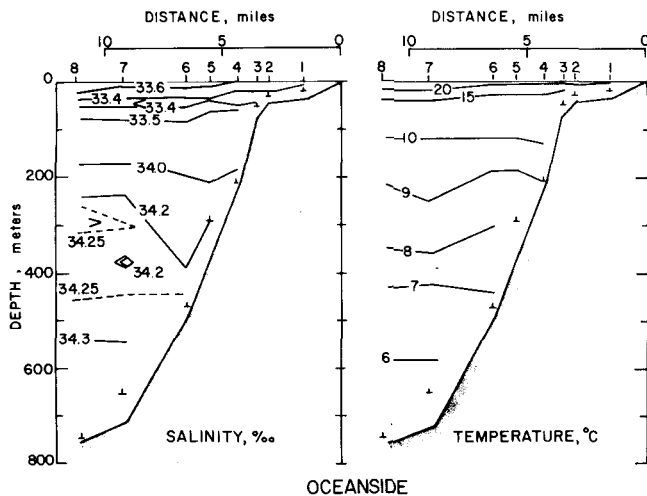 DISTANCE, miles
10 5 0
8 7 6 5 4 3 2 1
0
200
400
600
800
DEPTH, meters
33.6
33.4
33.4
33.5
34.0
34.2
34.25
34.2
34.25
34.3
SALINITY, ‰
DISTANCE, miles
10 5 0
8 7 6 5 4 3 2 1
20
15
10
9
8
7
6
TEMPERATURE, °C
OCEANSIDE